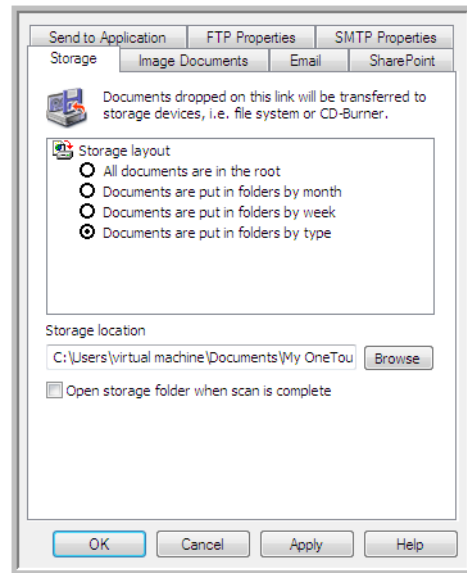 Send to Application FTP Properties SMTP Properties
Storage Image Documents Email SharePoint
Documents dropped on this link will be transferred to
storage devices, i.e. file system or CD-Burner.
Storage layout
All documents are in the root
Documents are put in folders by month
Documents are put in folders by week
Documents are put in folders by type
Storage location
C:\Users\virtual machine\Documents\My OneTou Browse
Open storage folder when scan is complete
OK Cancel Apply Help